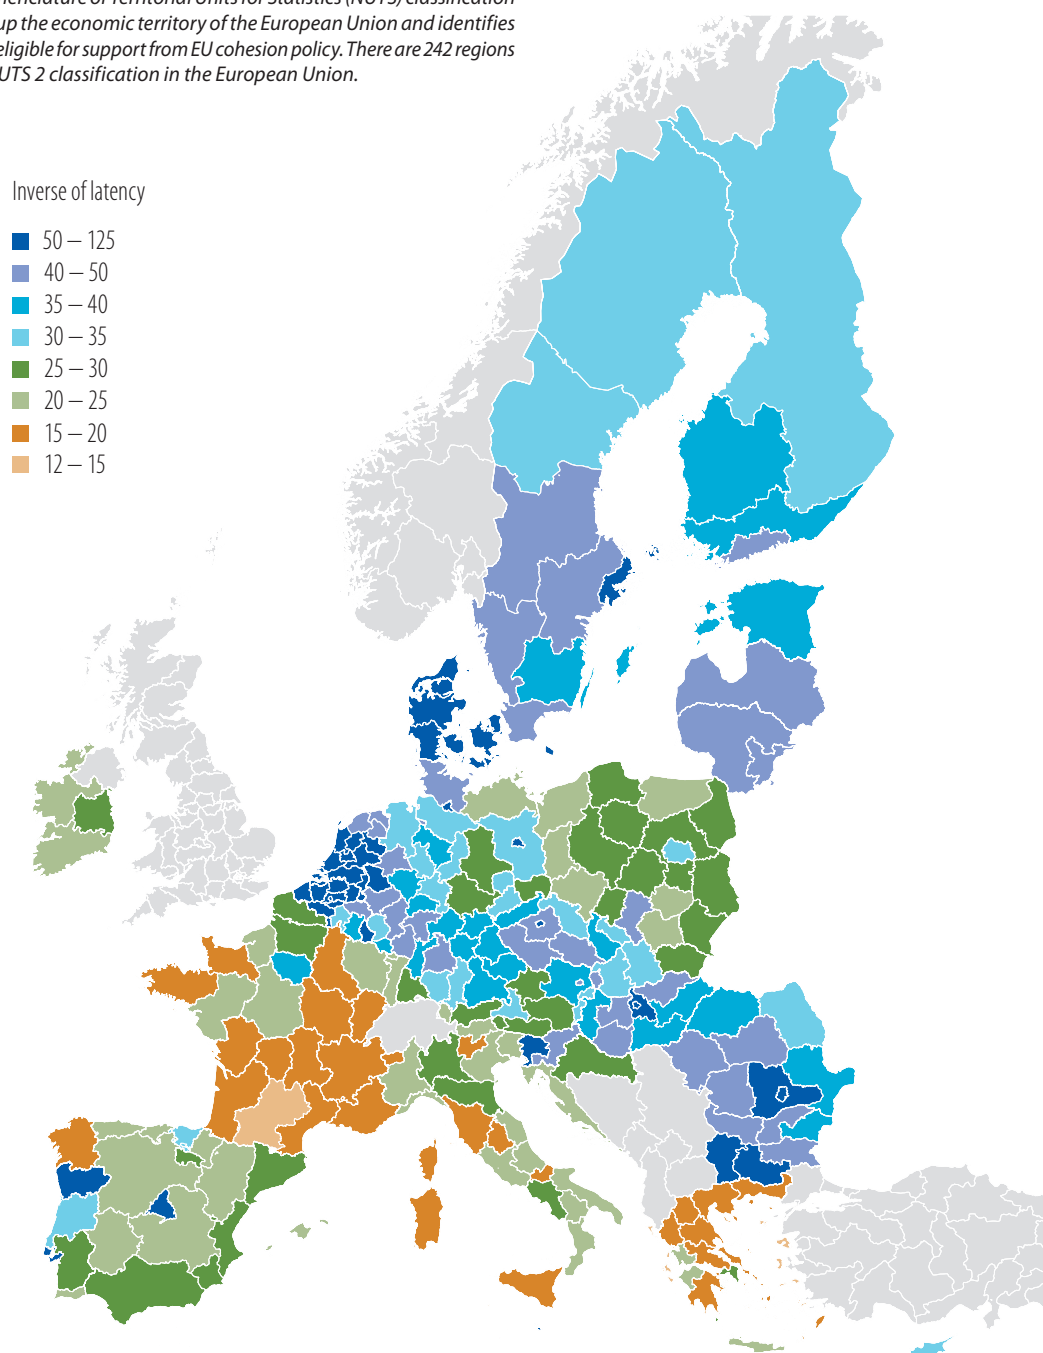 up the economic territory of the European Union and identifies
eligible for support from EU cohesion policy. There are 242 regions
classification in the European Union.
Inverse of latency
50 – 125
40 – 50
35 – 40
30 – 35
25 – 30
20 – 25
15 – 20
12 – 15